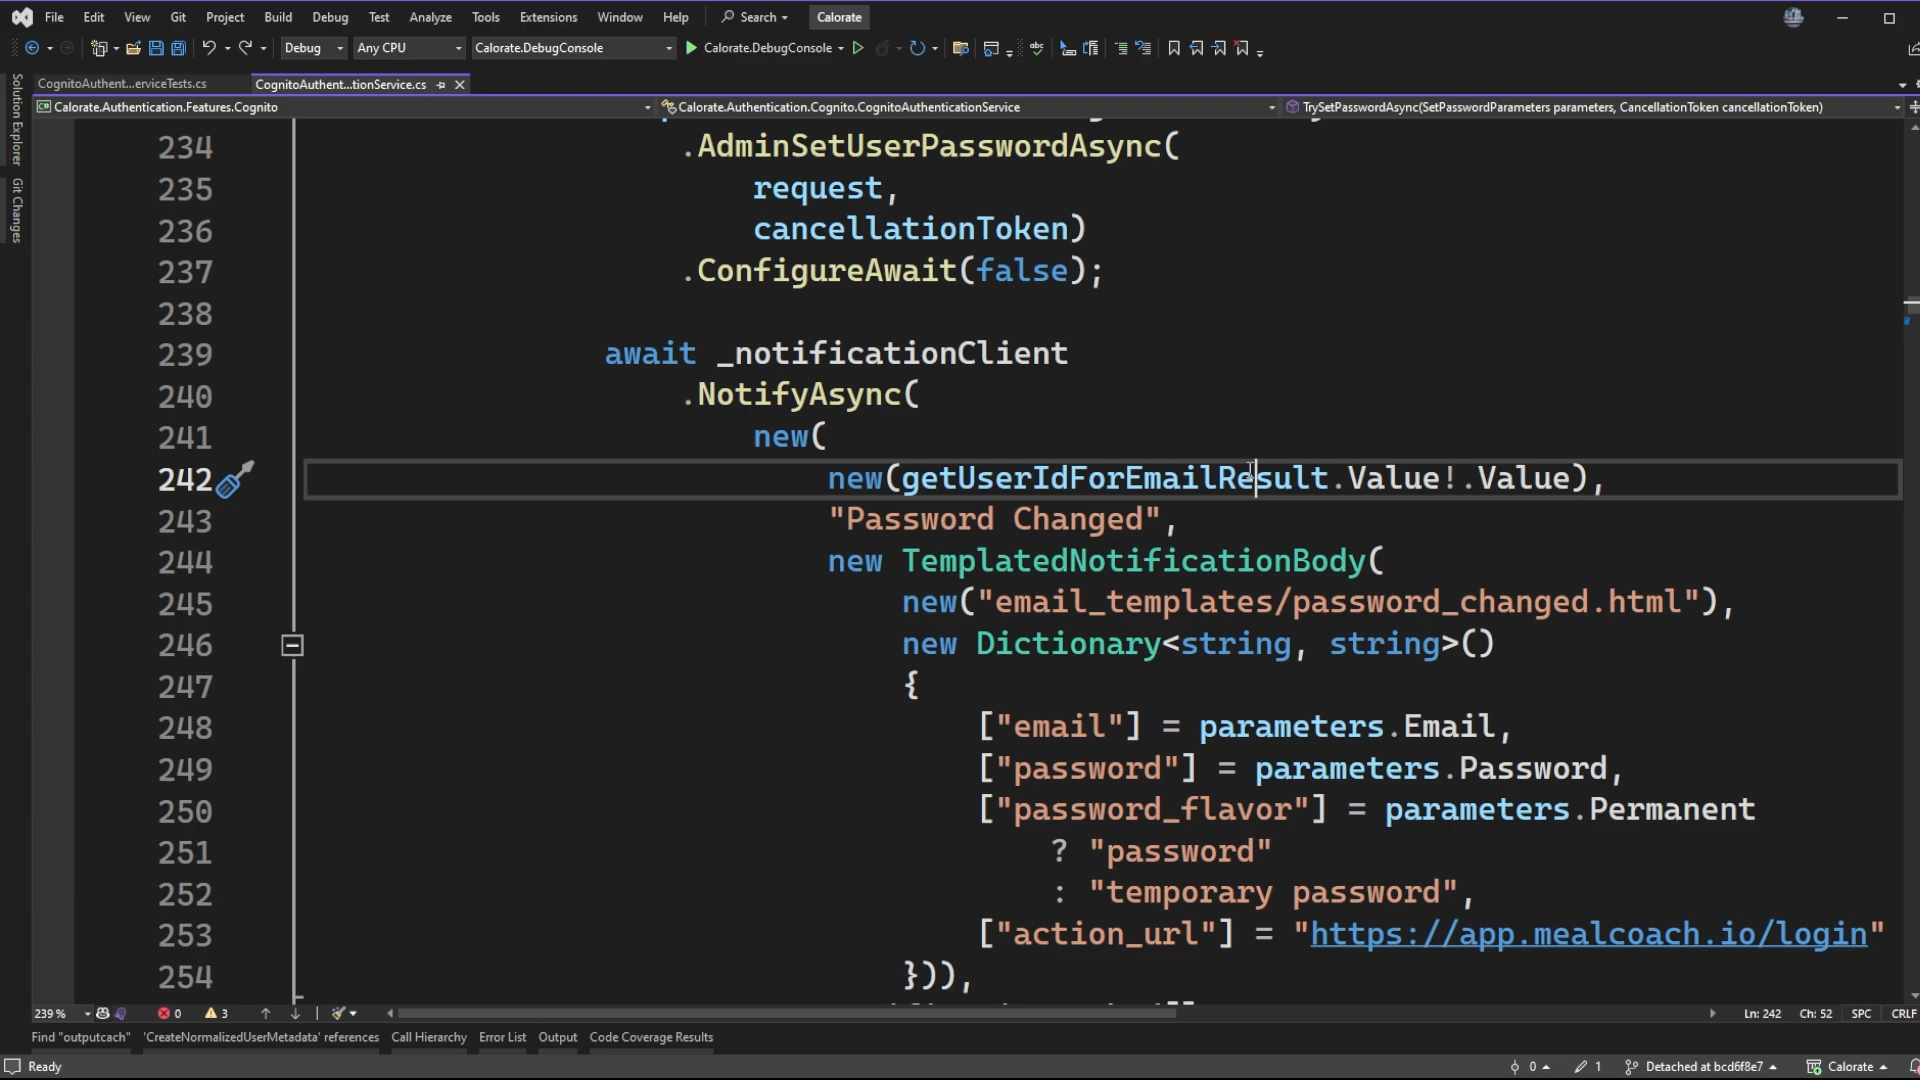 File Edit View Git Project Build Debug Test Analyze Tools Extensions Window Help Search Calorate
Debug Any CPU Calorate.DebugConsole Calorate.DebugConsole
CognitoAuthent...erviceTests.cs CognitoAuthent...tionService.cs
Calorate.Authentication.Features.Cognito Calorate.Authentication.Cognito.CognitoAuthenticationService TrySetPasswordAsync(SetPasswordParameters parameters, CancellationToken cancellationToken)
Solution Explorer
Git Changes
234 .AdminSetUserPasswordAsync(
235 request,
236 cancellationToken)
237 .ConfigureAwait(false);
238
239 await _notificationClient
240 .NotifyAsync(
241 new(
242 new(getUserIdForEmailResult.Value!.Value),
243 "Password Changed",
244 new TemplatedNotificationBody(
245 new("email_templates/password_changed.html"),
246 new Dictionary<string, string>()
247 {
248 ["email"] = parameters.Email,
249 ["password"] = parameters.Password,
250 ["password_flavor"] = parameters.Permanent
251 ? "password"
252 : "temporary password",
253 ["action_url"] = "https://app.mealcoach.io/login"
254 })),
239 % 0 3 Ln: 242 Ch: 52 SPC CRLF
Find "outputcach" 'CreateNormalizedUserMetadata' references Call Hierarchy Error List Output Code Coverage Results
Ready 0 1 Detached at bcd6f8e7 Calorate